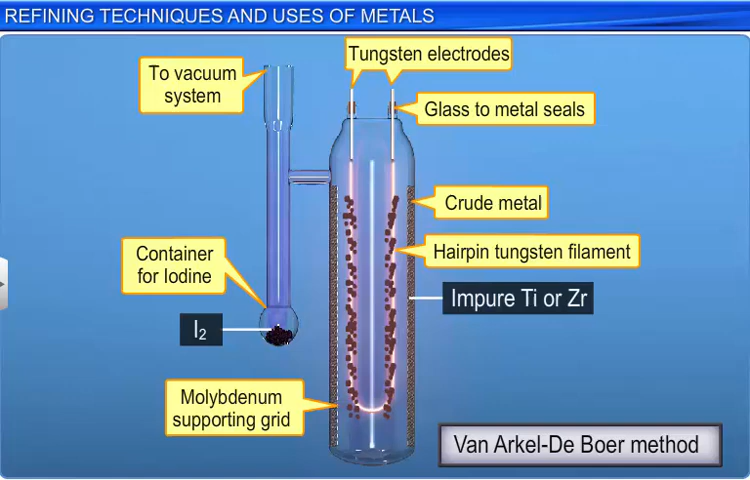 REFINING TECHNIQUES AND USES OF METALS
Tungsten electrodes
To vacuum
system
Glass to metal seals
Crude metal
Hairpin tungsten filament
Container
for Iodine
Impure Ti or Zr
I₂
Molybdenum
supporting grid
Van Arkel-De Boer method